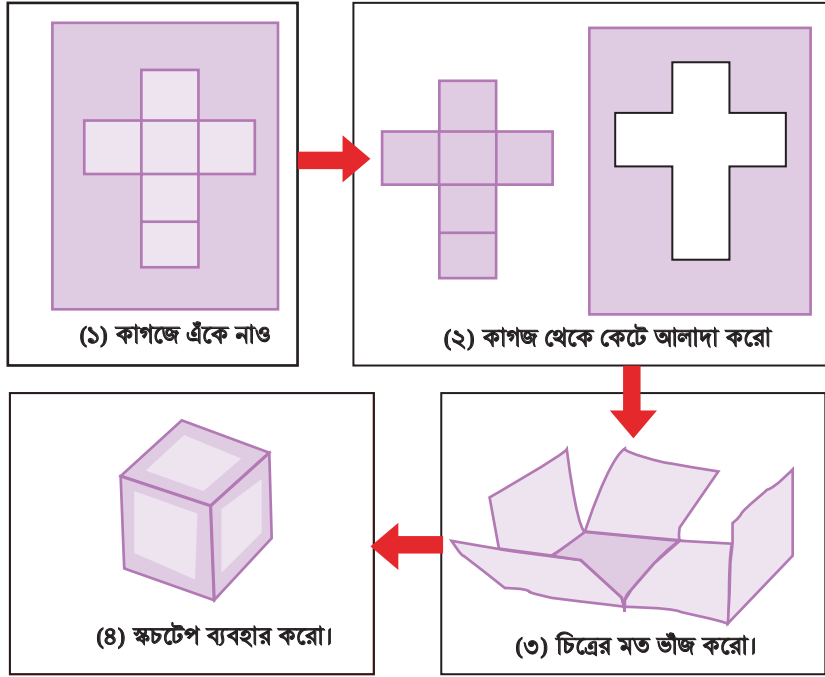 (১) কাগজে এঁকে নাও
(২) কাগজ থেকে কেটে আলাদা করো
(৩) চিত্রের মত ভাঁজ করো।
(৪) স্কচটেপ ব্যবহার করো।